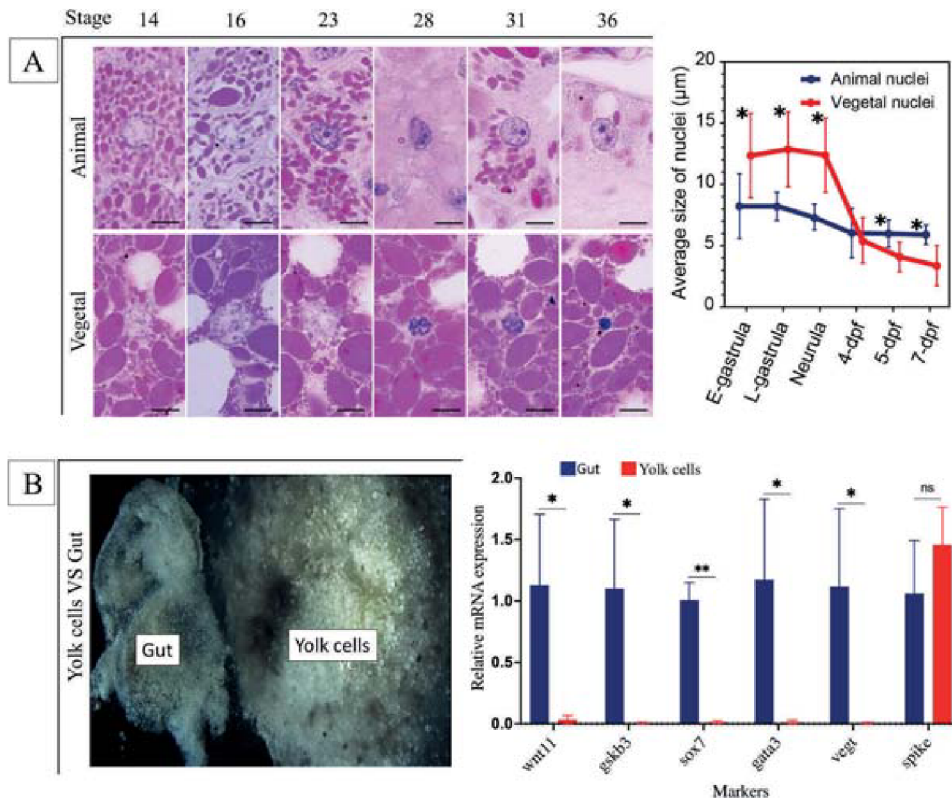 Stage 14 16 23 28 31 36
A
Animal
Vegetal
Average size of nuclei (µm)
20
15
10
5
0
Animal nuclei
Vegetal nuclei
* * * * *
E-gastrula
L-gastrula
Neurula
4-dpf
5-dpf
7-dpf
B
Yolk cells VS Gut
Gut
Yolk cells
Gut Yolk cells
Relative mRNA expression
2.0
1.5
1.0
0.5
0.0
* * ** * * ns
wnt11
gskb3
sox7
gata3
vegt
spike
Markers